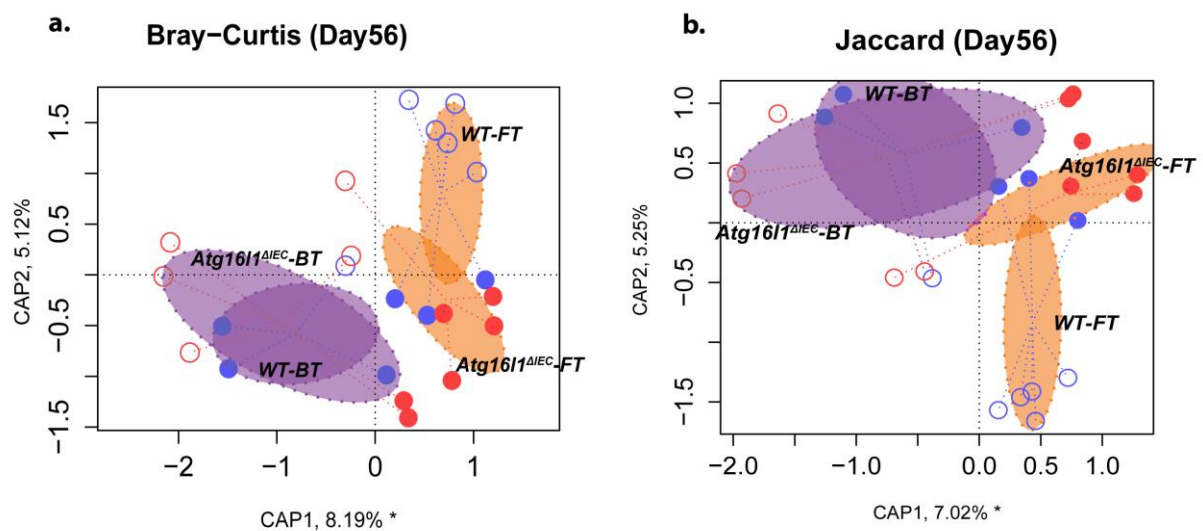 a.
Bray−Curtis (Day56)
1.5
0.5
−0.5
−1.5
CAP2, 5.12%
WT-FT
Atg16l1ΔIEC-BT
WT-BT
Atg16l1ΔIEC-FT
−2
−1
0
1
CAP1, 8.19% *
b.
Jaccard (Day56)
1.0
0.5
−0.5
−1.5
CAP2, 5.25%
WT-BT
Atg16l1ΔIEC-FT
Atg16l1ΔIEC-BT
WT-FT
−2.0
−1.0
0.0
0.5
1.0
CAP1, 7.02% *